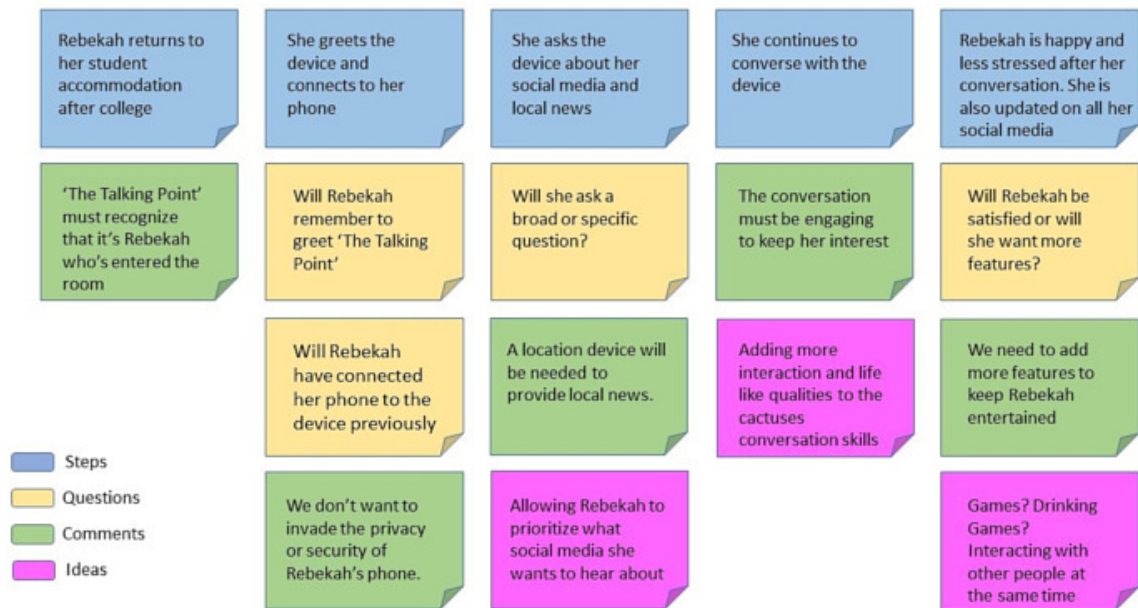 Rebekah returns to
her student
accommodation
after college
She greets the
device and
connects to her
phone
She asks the
device about her
social media and
local news
She continues to
converse with the
device
Rebekah is happy and
less stressed after her
conversation. She is
also updated on all her
social media
‘The Talking Point’
must recognize
that it’s Rebekah
who’s entered the
room
Will Rebekah
remember to
greet ‘The Talking
Point’
Will she ask a
broad or specific
question?
The conversation
must be engaging
to keep her interest
Will Rebekah be
satisfied or will
she want more
features?
Will Rebekah
have connected
her phone to the
device previously
A location device will
be needed to
provide local news.
Adding more
interaction and life
like qualities to the
cactuses
conversation skills
We need to add
more features to
keep Rebekah
entertained
We don’t want to
invade the privacy
or security of
Rebekah’s phone.
Allowing Rebekah to
prioritize what
social media she
wants to hear about
Games? Drinking
Games?
Interacting with
other people at
the same time
Steps
Questions
Comments
Ideas